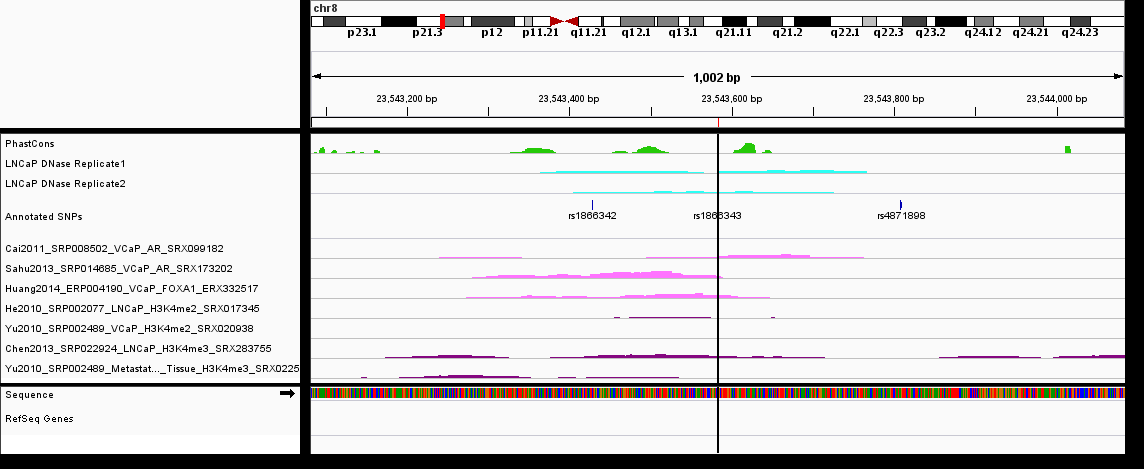 chr8
p23.1 p21.3 p12 p11.21 q11.21 q12.1 q13.1 q21.11 q21.2 q22.1 q22.3 q23.2 q24.12 q24.21 q24.23
1,002 bp
23,543,200 bp 23,543,400 bp 23,543,600 bp 23,543,800 bp 23,544,000 bp
PhastCons
LNCaP DNase Replicate1
LNCaP DNase Replicate2
Annotated SNPs
rs1866342 rs1866343 rs4871898
Cai2011_SRP008502_VCaP_AR_SRX099182
Sahu2013_SRP014685_VCaP_AR_SRX173202
Huang2014_ERP004190_VCaP_FOXA1_ERX332517
He2010_SRP002077_LNCaP_H3K4me2_SRX017345
Yu2010_SRP002489_VCaP_H3K4me2_SRX020938
Chen2013_SRP022924_LNCaP_H3K4me3_SRX283755
Yu2010_SRP002489_Metastat..._Tissue_H3K4me3_SRX0225
Sequence
RefSeq Genes